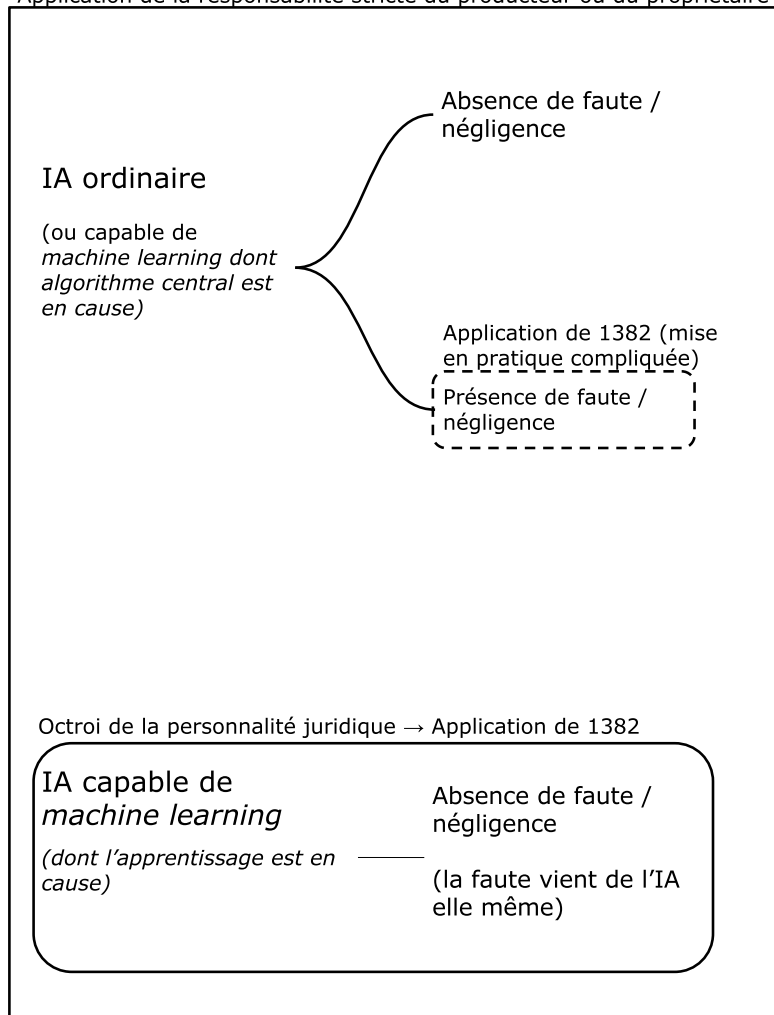 Application de la responsabilité stricte du producteur ou du propriétaire
Absence de faute /
négligence
IA ordinaire
(ou capable de
machine learning dont
algorithme central est
en cause)
Application de 1382 (mise
en pratique compliquée)
Présence de faute /
négligence
Octroi de la personnalité juridique → Application de 1382
IA capable de
machine learning
(dont l’apprentissage est en
cause)
Absence de faute /
négligence
(la faute vient de l’IA
elle même)